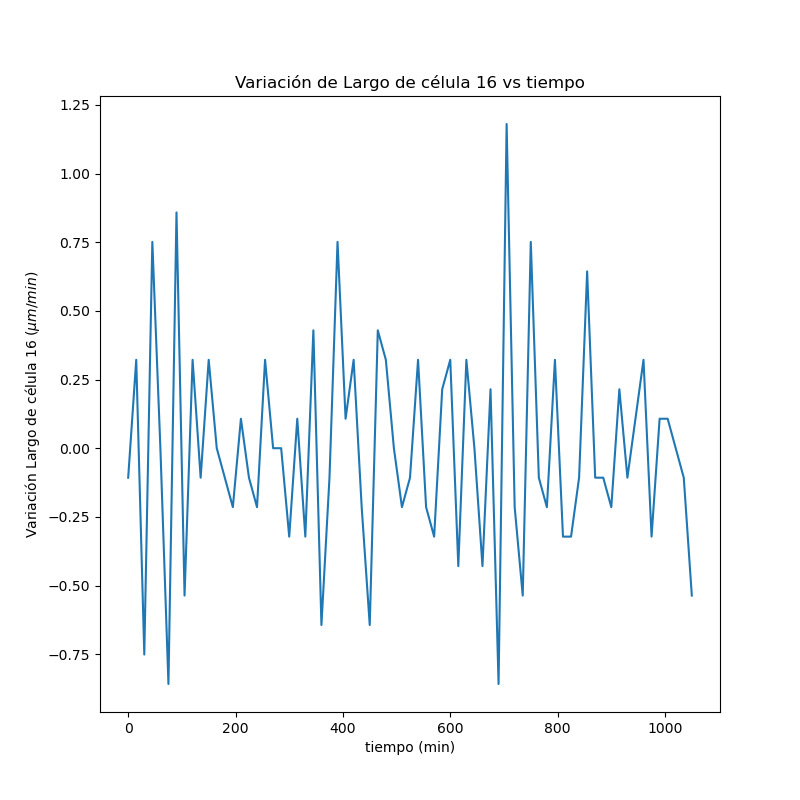 Variación de Largo de célula 16 vs tiempo
Variación Largo de célula 16 (μm/min)
1.25
1.00
0.75
0.50
0.25
0.00
−0.25
−0.50
−0.75
0 200 400 600 800 1000
tiempo (min)